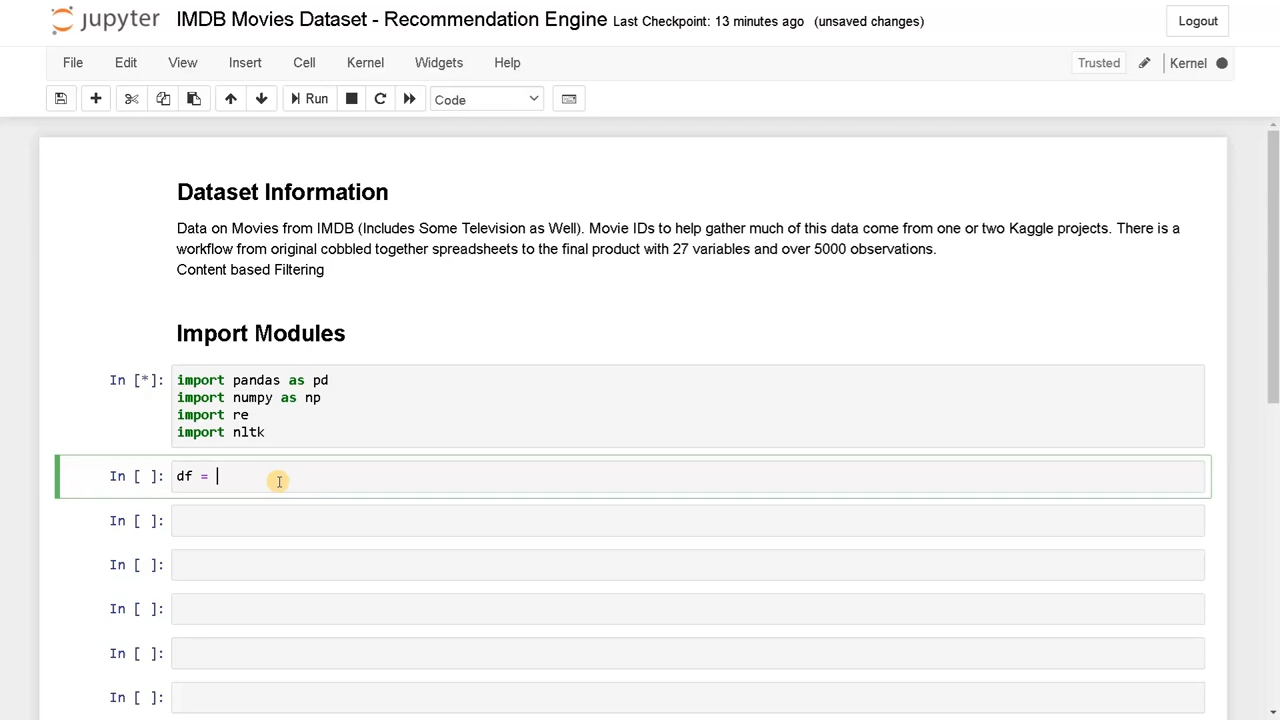 jupyter IMDB Movies Dataset - Recommendation Engine Last Checkpoint: 13 minutes ago (unsaved changes) Logout
File Edit View Insert Cell Kernel Widgets Help Trusted Kernel
Run Code
Dataset Information
Data on Movies from IMDB (Includes Some Television as Well). Movie IDs to help gather much of this data come from one or two Kaggle projects. There is a
workflow from original cobbled together spreadsheets to the final product with 27 variables and over 5000 observations.
Content based Filtering
Import Modules
In [*]: import pandas as pd
import numpy as np
import re
import nltk
In [ ]: df =
In [ ]:
In [ ]:
In [ ]:
In [ ]:
In [ ]: